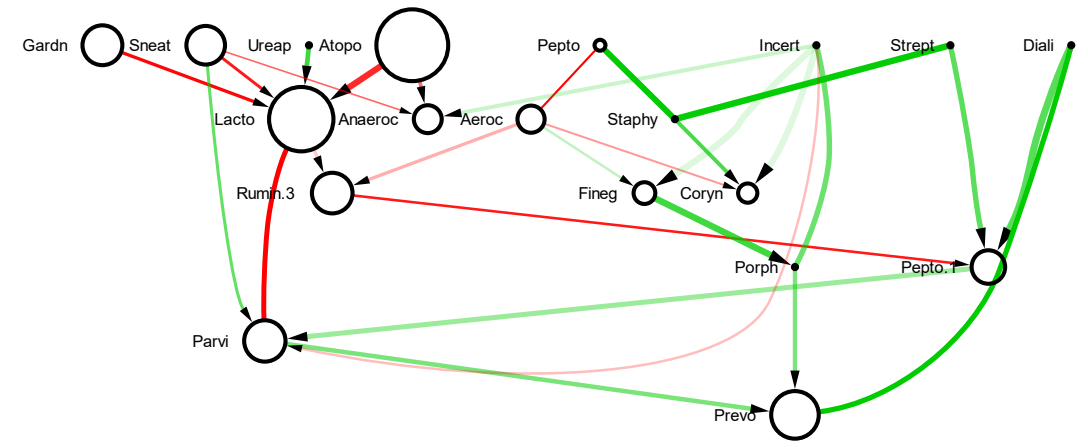 Gardn
Sneat
Ureap
Atopo
Pepto
Incert
Strept
Diali
Lacto
Anaeroc
Aeroc
Staphy
Rumin.3
Fineg
Coryn
Porph
Pepto.1
Parvi
Prevo